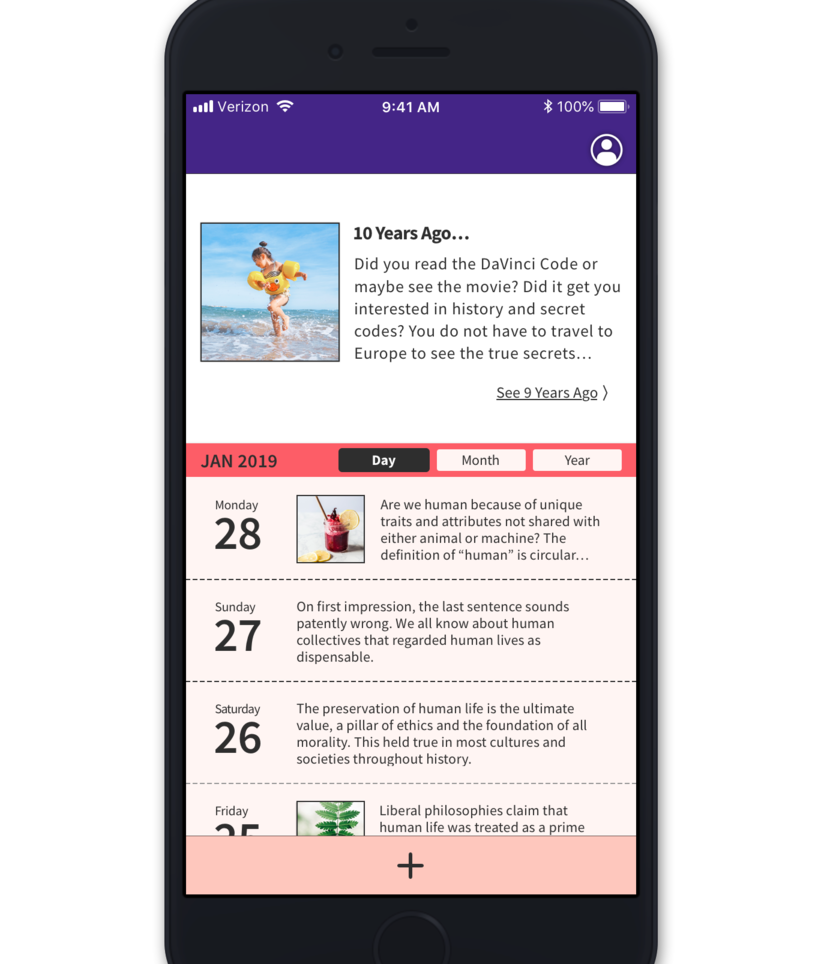 Verizon
9:41 AM
100%
10 Years Ago…
Did you read the DaVinci Code or
maybe see the movie? Did it get you
interested in history and secret
codes? You do not have to travel to
Europe to see the true secrets…
See 9 Years Ago 〉
JAN 2019
Day
Month
Year
Monday
28
Are we human because of unique
traits and attributes not shared with
either animal or machine? The
definition of “human” is circular…
Sunday
27
On first impression, the last sentence sounds
patently wrong. We all know about human
collectives that regarded human lives as
dispensable.
Saturday
26
The preservation of human life is the ultimate
value, a pillar of ethics and the foundation of all
morality. This held true in most cultures and
societies throughout history.
Friday
25
Liberal philosophies claim that
human life was treated as a prime
+